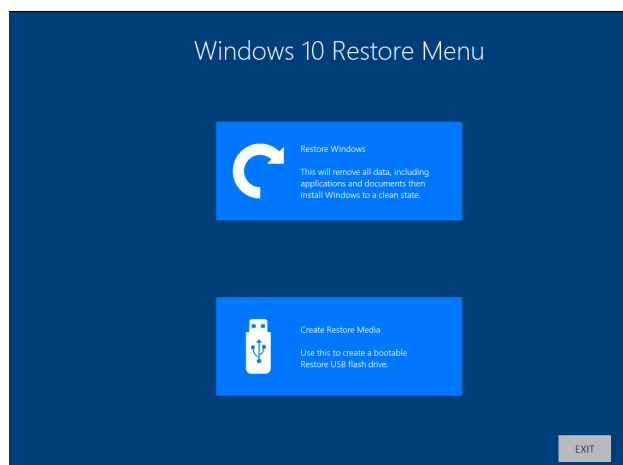 Windows 10 Restore Menu
Restore Windows
This will remove all data, including
applications and documents then
install Windows to a clean state.
Create Restore Media
Use this to create a bootable
Restore USB flash drive.
EXIT